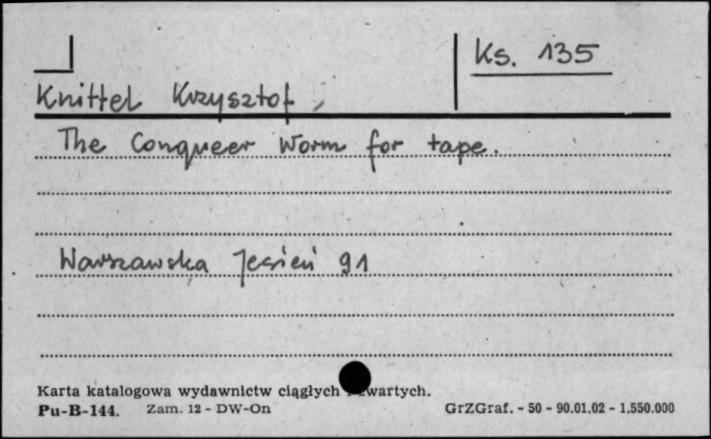 Ks. 135
Knittel Krzysztof,
The Conqueer Worm for tape.
Warszawska Jesień 91
Karta katalogowa wydawnictw ciągłych zwartych.
Pu-B-144. Zam. 12 - DW-On GrZGraf. - 50 - 90.01.02 - 1.550.000